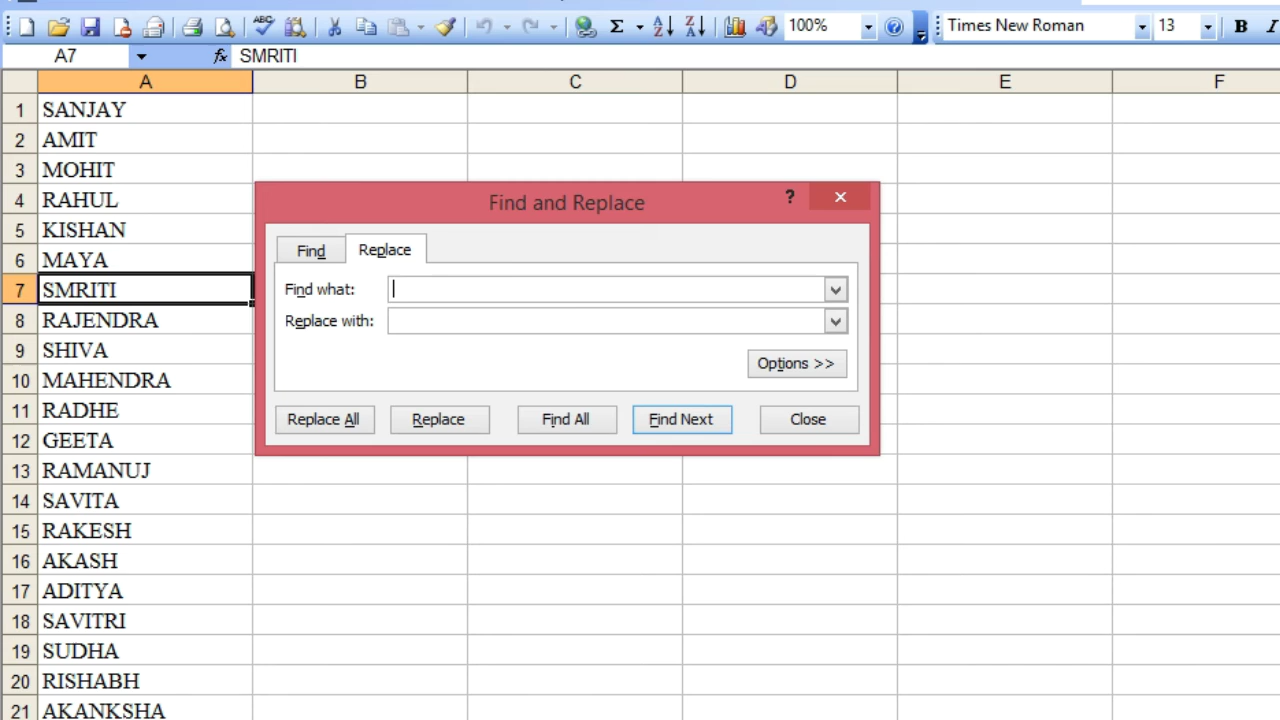 100% Times New Roman 13 B I
A7 fx SMRITI
A B C D E F
1 SANJAY
2 AMIT
3 MOHIT
4 RAHUL
5 KISHAN
6 MAYA
7 SMRITI
8 RAJENDRA
9 SHIVA
10 MAHENDRA
11 RADHE
12 GEETA
13 RAMANUJ
14 SAVITA
15 RAKESH
16 AKASH
17 ADITYA
18 SAVITRI
19 SUDHA
20 RISHABH
21 AKANKSHA
Find and Replace ?
Find Replace
Find what:
Replace with:
Options >>
Replace All Replace Find All Find Next Close